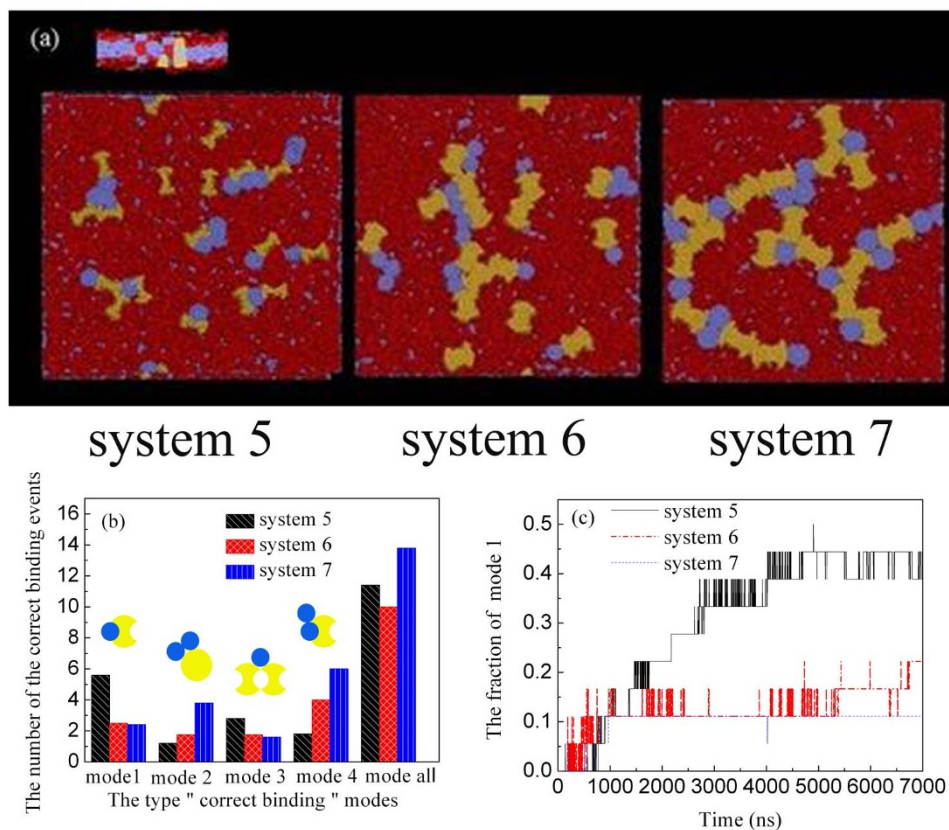 (a)
system 5 system 6 system 7
The number of the correct binding events
16
14
12
10
8
6
4
2
0
(b)
system 5
system 6
system 7
mode1 mode 2 mode 3 mode 4 mode all
The type " correct binding " modes
The fraction of mode 1
0.5
0.4
0.3
0.2
0.1
0.0
(c)
system 5
system 6
system 7
0 1000 2000 3000 4000 5000 6000 7000
Time (ns)